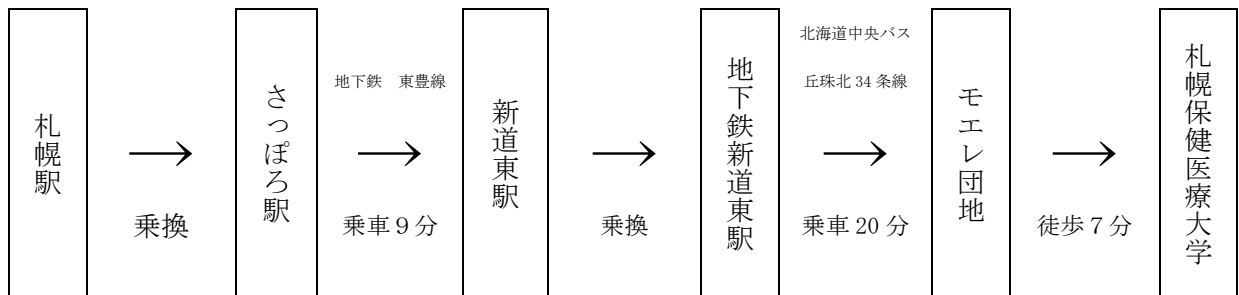 札幌駅
→
乗換
さっぽろ駅
地下鉄　東豊線
→
乗車９分
新道東駅
→
乗換
地下鉄新道東駅
北海道中央バス
丘珠北 34 条線
→
乗車 20 分
モエレ団地
→
徒歩７分
札幌保健医療大学